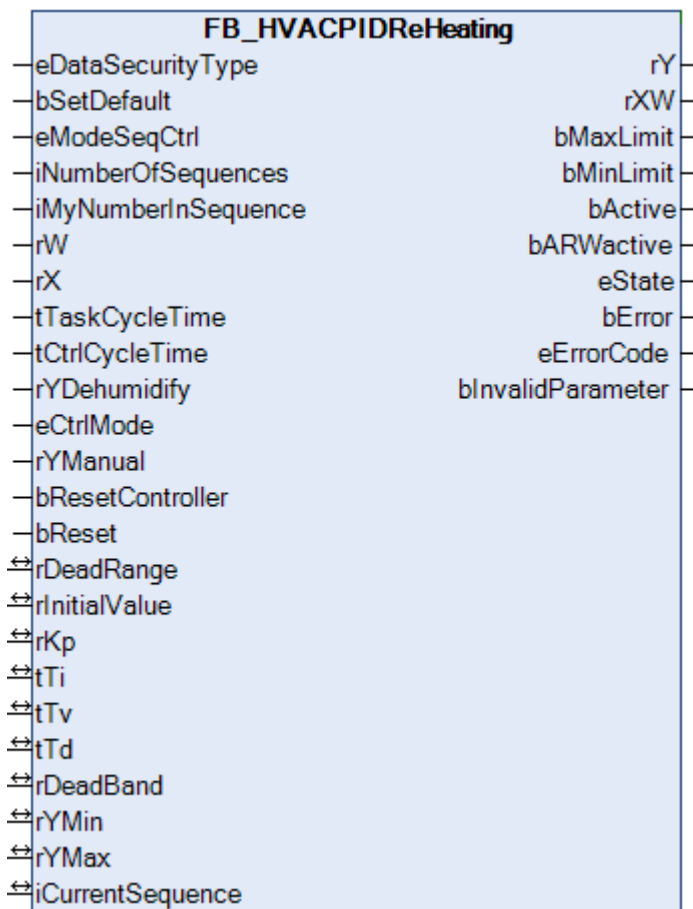 FB_HVACPIDReHeating
eDataSecurityType rY
bSetDefault rXW
eModeSeqCtrl bMaxLimit
iNumberOfSequences bMinLimit
iMyNumberInSequence bActive
rW bARWactive
rX eState
tTaskCycleTime bError
tCtrlCycleTime eErrorCode
rYDehumidify bInvalidParameter
eCtrlMode
rYManual
bResetController
bReset
rDeadRange
rInitialValue
rKp
tTi
tTv
tTd
rDeadBand
rYMin
rYMax
iCurrentSequence